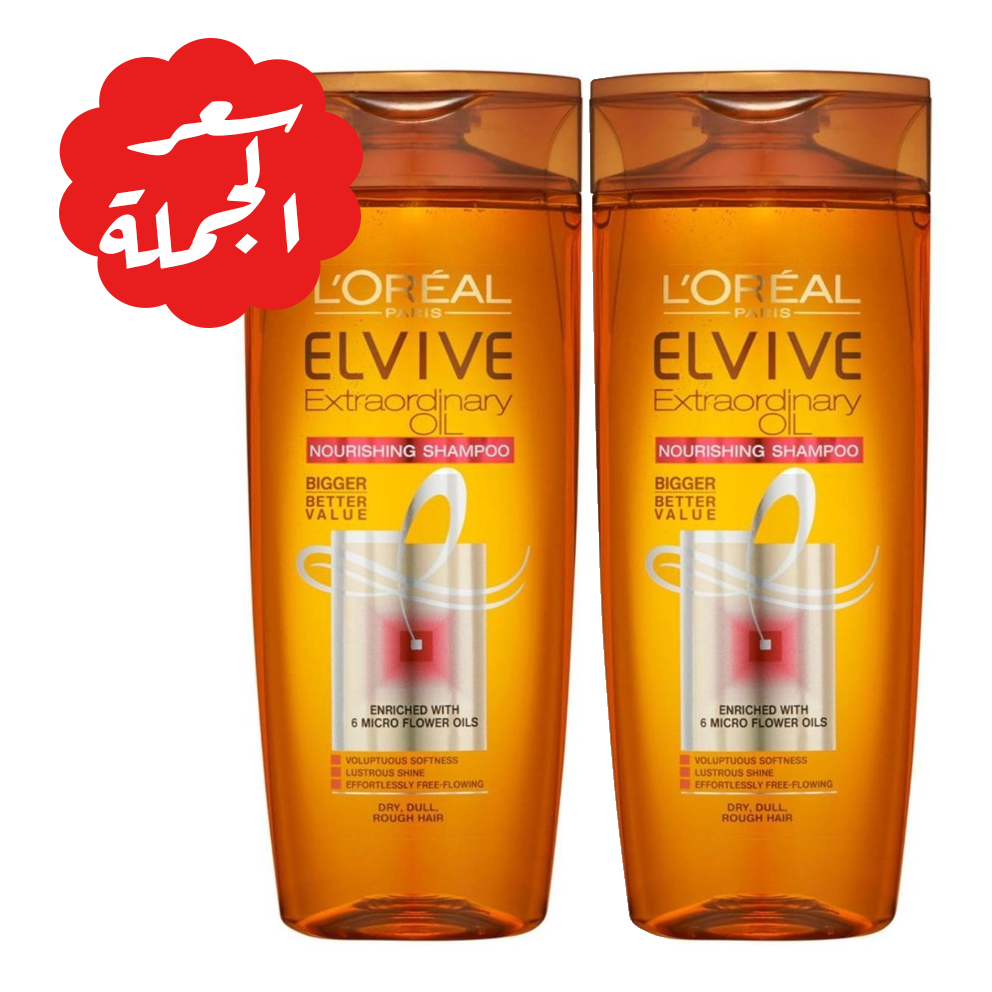 سعر
الجملة
L'ORÉAL
PARIS
ELVIVE
Extraordinary
OIL
NOURISHING SHAMPOO
BIGGER
BETTER
VALUE
ENRICHED WITH
6 MICRO FLOWER OILS
VOLUPTUOUS SOFTNESS
LUSTROUS SHINE
EFFORTLESSLY FREE-FLOWING
DRY, DULL,
ROUGH HAIR
L'ORÉAL
PARIS
ELVIVE
Extraordinary
OIL
NOURISHING SHAMPOO
BIGGER
BETTER
VALUE
ENRICHED WITH
6 MICRO FLOWER OILS
VOLUPTUOUS SOFTNESS
LUSTROUS SHINE
EFFORTLESSLY FREE-FLOWING
DRY, DULL,
ROUGH HAIR